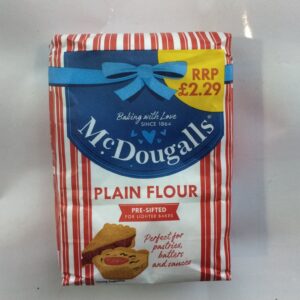 RRP
£2.29
Baking with Love
SINCE 1864
McDougalls
PLAIN FLOUR
PRE-SIFTED
FOR LIGHTER BAKES
Perfect for
pastries,
batters
and sauces